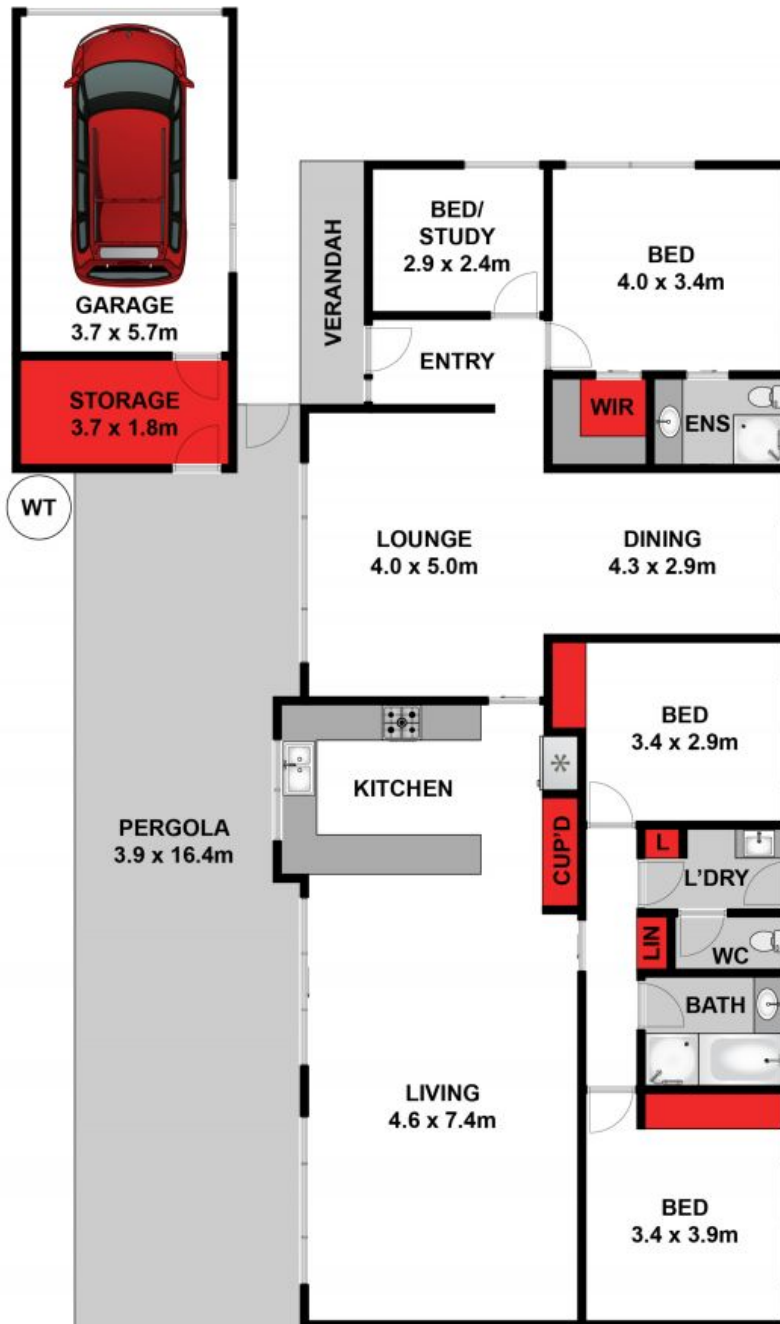 GARAGE
3.7 x 5.7m
STORAGE
3.7 x 1.8m
WT
VERANDAH
BED/
STUDY
2.9 x 2.4m
BED
4.0 x 3.4m
ENTRY
WIR
ENS
LOUNGE
4.0 x 5.0m
DINING
4.3 x 2.9m
BED
3.4 x 2.9m
KITCHEN
PERGOLA
3.9 x 16.4m
CUP'D
L
L'DRY
LIN
WC
BATH
LIVING
4.6 x 7.4m
BED
3.4 x 3.9m